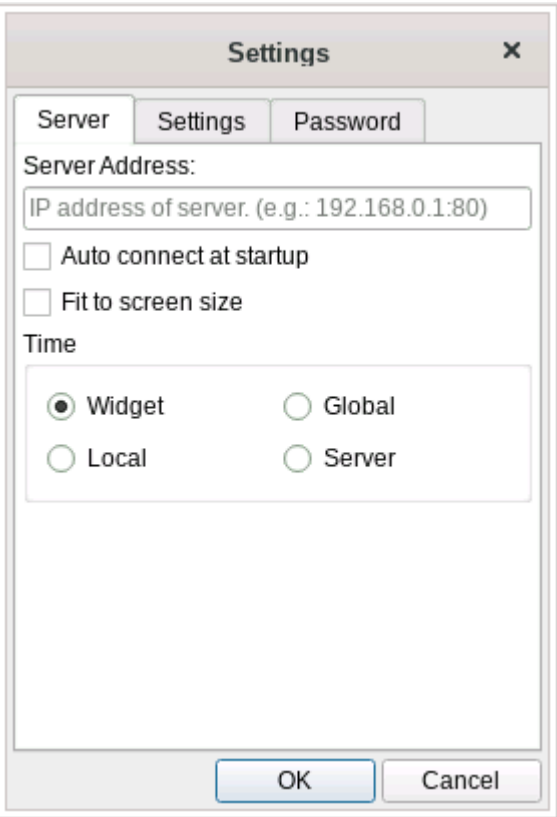 Settings
Server Settings Password
Server Address:
IP address of server. (e.g.: 192.168.0.1:80)
Auto connect at startup
Fit to screen size
Time
Widget Global
Local Server
OK Cancel